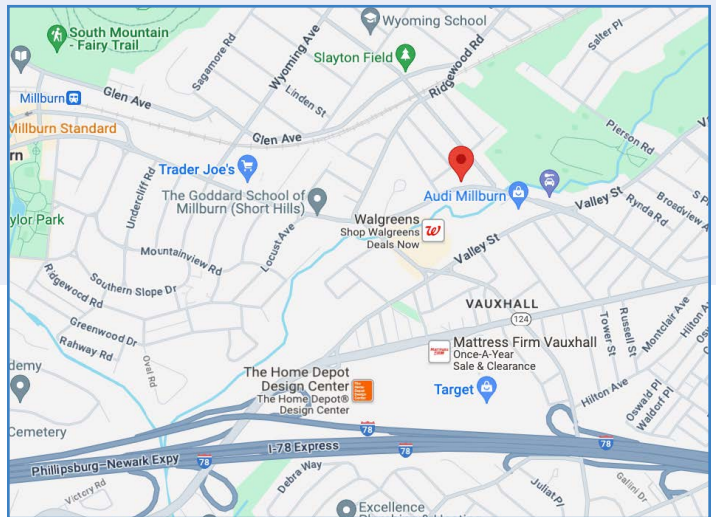 Wyoming School
South Mountain
- Fairy Trail
Salter Pl
Sagamore Rd
Wyoming Ave
Slayton Field
Ridgewood Rd
Millburn
Glen Ave
Linden St
Millburn Standard
Glen Ave
Pierson Rd
rn
Trader Joe's
Undercliff Rd
The Goddard School of
Millburn (Short Hills)
Audi Millburn
Valley St
Rynda Rd
Broadview A
S P
Va
ylor Park
Walgreens
Shop Walgreens
Deals Now
W
Locust Ave
Valley St
Mountainview Rd
Ridgewood Rd
Southern Slope Dr
VAUXHALL
124
Montclair Ave
Hilton A
Russell St
Tower St
Greenwood Dr
Rahway Rd
Oval Rd
Mattress Firm Vauxhall
Once-A-Year
Sale & Clearance
demy
The Home Depot
Design Center
The Home Depot®
Design Center
Target
Hilton Ave
Oswald Pl
Waldorf Pl
Cemetery
78
I-78 Express
78
78
78
Phillipsburg-Newark Expy
Victory Rd
Debra Way
Juliat Pl
Gallini Dr
Excellence